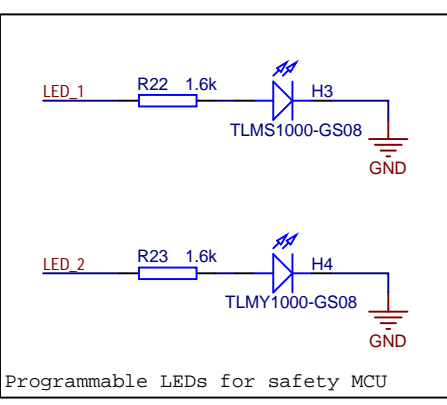 LED_1 R22 1.6k H3
TLMS1000-GS08
GND
LED_2 R23 1.6k H4
TLMY1000-GS08
GND
Programmable LEDs for safety MCU